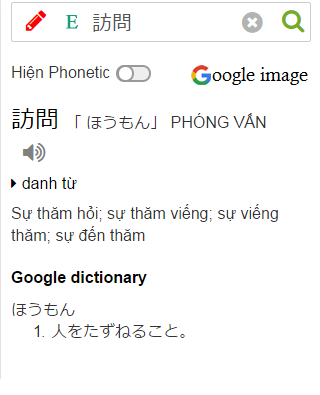 E 訪問
Hiện Phonetic Google image
訪問 「 ほうもん」 PHÓNG VẤN
danh từ
Sự thăm hỏi; sự thăm viếng; sự viếng
thăm; sự đến thăm
Google dictionary
ほうもん
1. 人をたずねること。